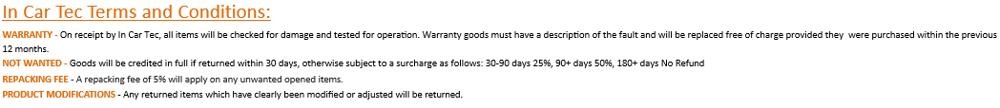 In Car Tec Terms and Conditions:
WARRANTY - On receipt by In Car Tec, all items will be checked for damage and tested for operation. Warranty goods must have a description of the fault and will be replaced free of charge provided they  were purchased within the previous
12 months.
NOT WANTED - Goods will be credited in full if returned within 30 days, otherwise subject to a surcharge as follows: 30-90 days 25%, 90+ days 50%, 180+ days No Refund
REPACKING FEE - A repacking fee of 5% will apply on any unwanted opened items.
PRODUCT MODIFICATIONS - Any returned items which have clearly been modified or adjusted will be returned.